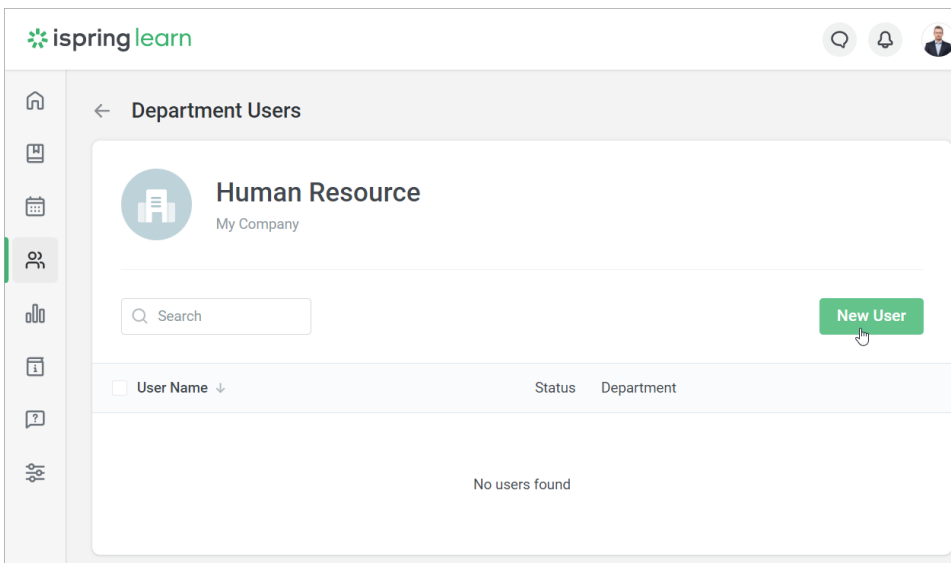 ispring learn
Department Users
Human Resource
My Company
Search
New User
User Name
Status
Department
No users found